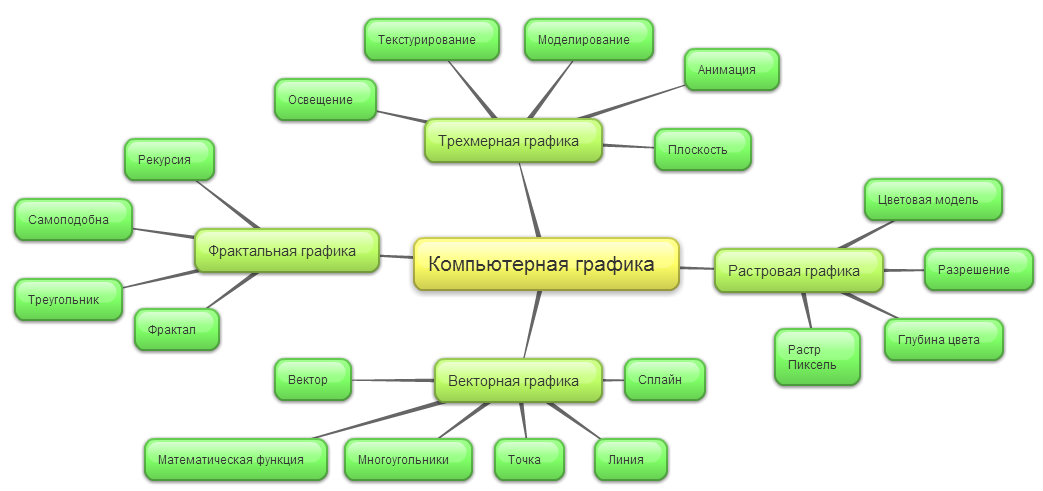 Текстурирование
Моделирование
Анимация
Освещение
Трехмерная графика
Плоскость
Рекурсия
Цветовая модель
Самоподобна
Фрактальная графика
Компьютерная графика
Растровая графика
Разрешение
Треугольник
Фрактал
Глубина цвета
Растр
Пиксель
Вектор
Векторная графика
Сплайн
Математическая функция
Многоугольники
Точка
Линия